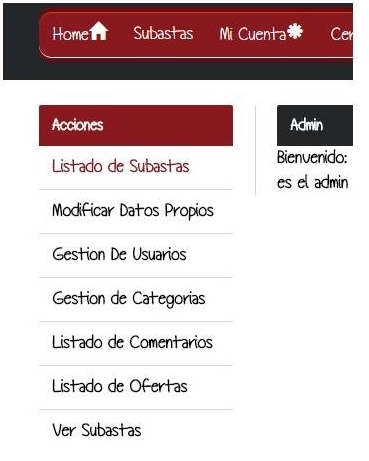 Home Subastas Mi Cuenta
Acciones
Listado de Subastas
Modificar Datos Propios
Gestion De Usuarios
Gestion de Categorias
Listado de Comentarios
Listado de Ofertas
Ver Subastas
Admin
Bienvenido:
es el admin